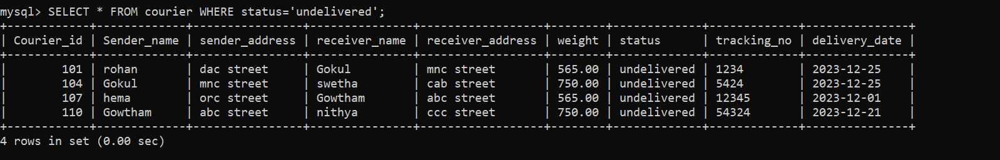 mysql> SELECT * FROM courier WHERE status='undelivered';
+------------+-------------+----------------+---------------+------------------+--------+-------------+-------------+---------------+
| Courier_id | Sender_name | sender_address | receiver_name | receiver_address | weight | status      | tracking_no | delivery_date |
+------------+-------------+----------------+---------------+------------------+--------+-------------+-------------+---------------+
|        101 | rohan       | dac street     | Gokul         | mnc street       | 565.00 | undelivered | 1234        | 2023-12-25    |
|        104 | Gokul       | mnc street     | swetha        | cab street       | 750.00 | undelivered | 5424        | 2023-12-25    |
|        107 | hema        | orc street     | Gowtham       | abc street       | 565.00 | undelivered | 12345       | 2023-12-01    |
|        110 | Gowtham     | abc street     | nithya        | ccc street       | 750.00 | undelivered | 54324       | 2023-12-21    |
+------------+-------------+----------------+---------------+------------------+--------+-------------+-------------+---------------+
4 rows in set (0.00 sec)